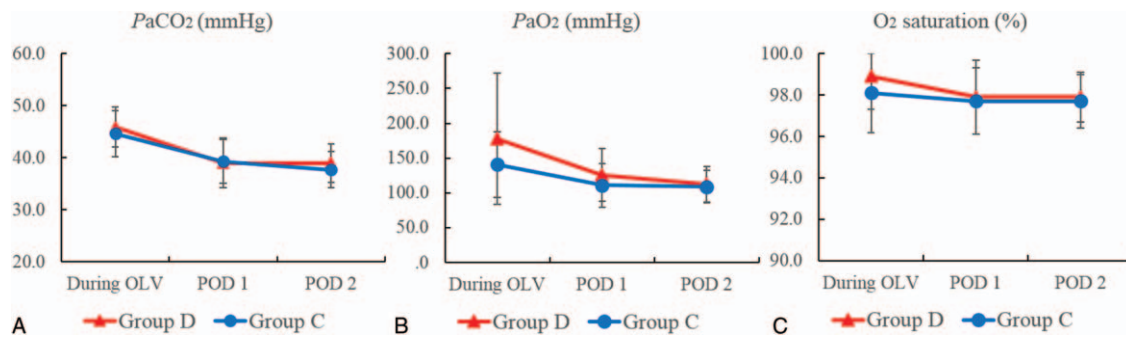 PaCO2 (mmHg)
60.0
50.0
40.0
30.0
20.0
During OLV POD 1 POD 2
A Group D Group C
PaO2 (mmHg)
300.0
250.0
200.0
150.0
100.0
50.0
.0
During OLV POD 1 POD 2
B Group D Group C
O2 saturation (%)
100.0
98.0
96.0
94.0
92.0
90.0
During OLV POD 1 POD 2
C Group D Group C